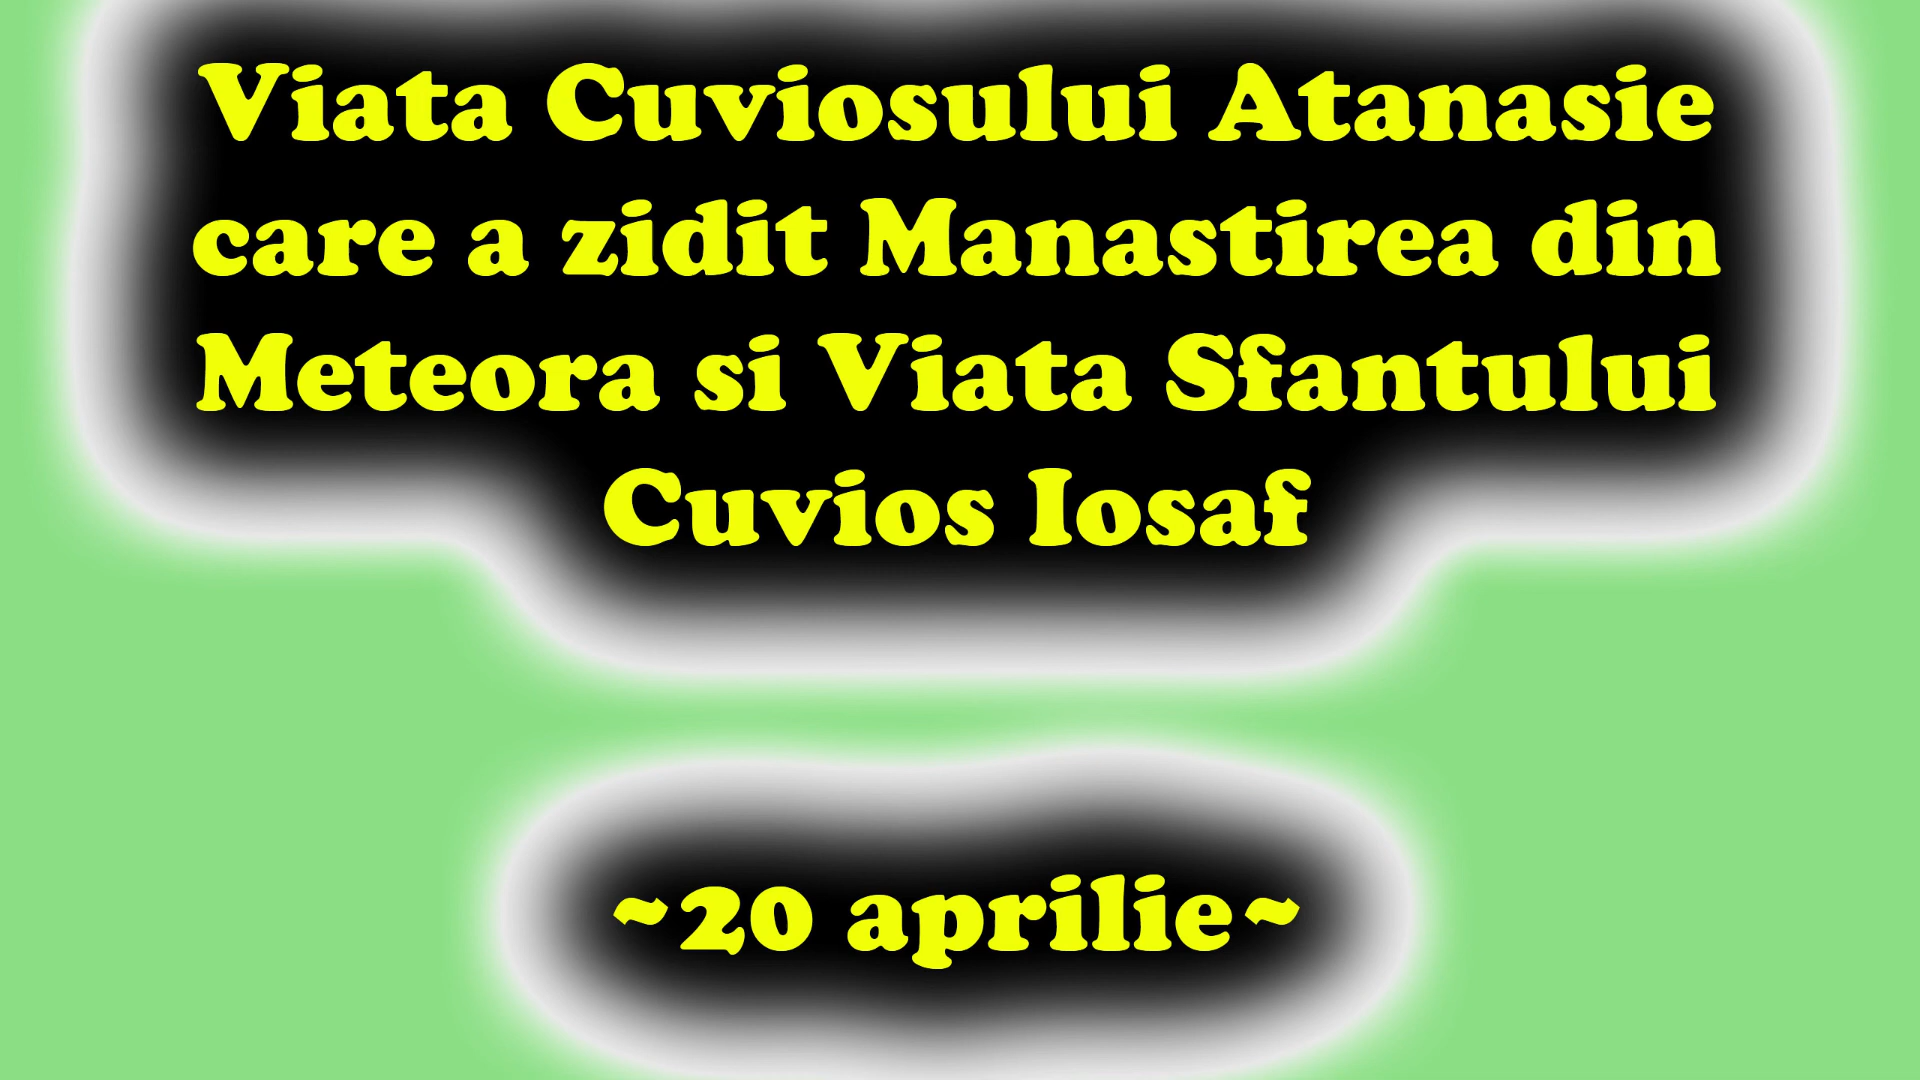 Viata Cuviosului Atanasie
care a zidit Manastirea din
Meteora si Viata Sfantului
Cuvios Iosaf
~20 aprilie~